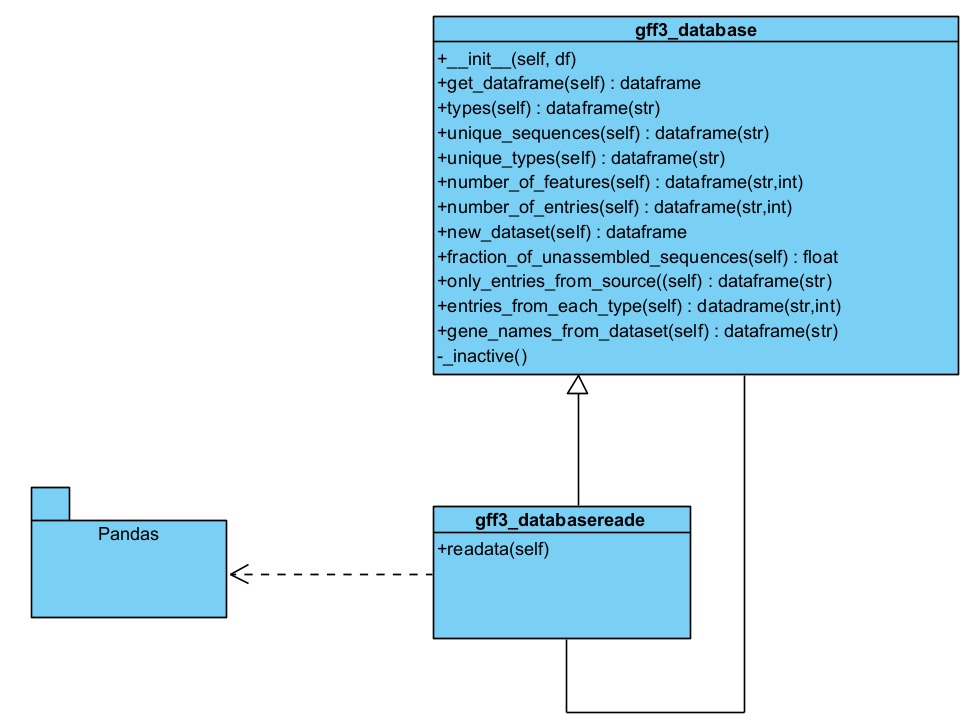 gff3_database
+__init__(self, df)
+get_dataframe(self) : dataframe
+types(self) : dataframe(str)
+unique_sequences(self) : dataframe(str)
+unique_types(self) : dataframe(str)
+number_of_features(self) : dataframe(str,int)
+number_of_entries(self) : dataframe(str,int)
+new_dataset(self) : dataframe
+fraction_of_unassembled_sequences(self) : float
+only_entries_from_source((self) : dataframe(str)
+entries_from_each_type(self) : datadrame(str,int)
+gene_names_from_dataset(self) : dataframe(str)
-_inactive()
gff3_databasereade
+readata(self)
Pandas